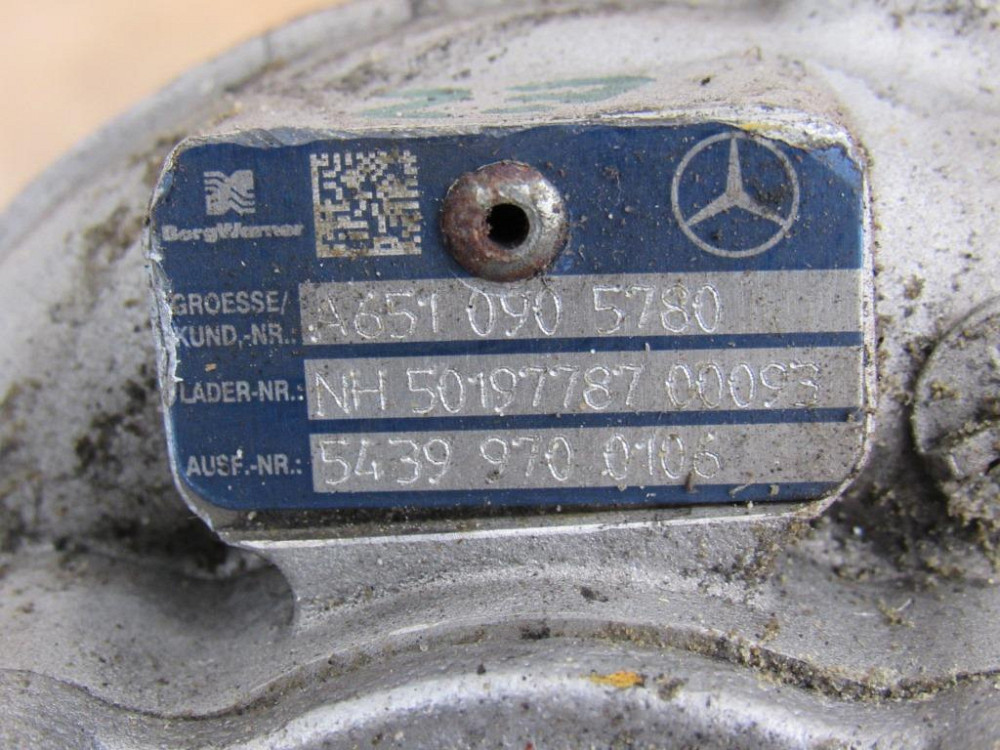 BorgWarner
GROESSE/
KUND,-NR.: A651 090 5780
LADER-NR.: NH 50197787 00093
AUSF.-NR.: 5439 970 0106